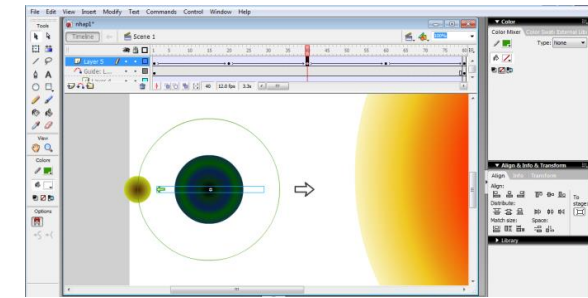 File Edit View Insert Modify Text Commands Control Window Help
Tools
View
Colors
Options
nhap1*
Timeline
Scene 1
5 10 15 20 25 30 35 40 45 50 55 60 65 70 75 80
Layer 5
Guide: L...
40 12.0 fps 3.3s
Color
Color Mixer
Type: None
Align & Info & Transform
Align Info Transform
Align:
Distribute:
Match size: Space:
To
stage:
Library